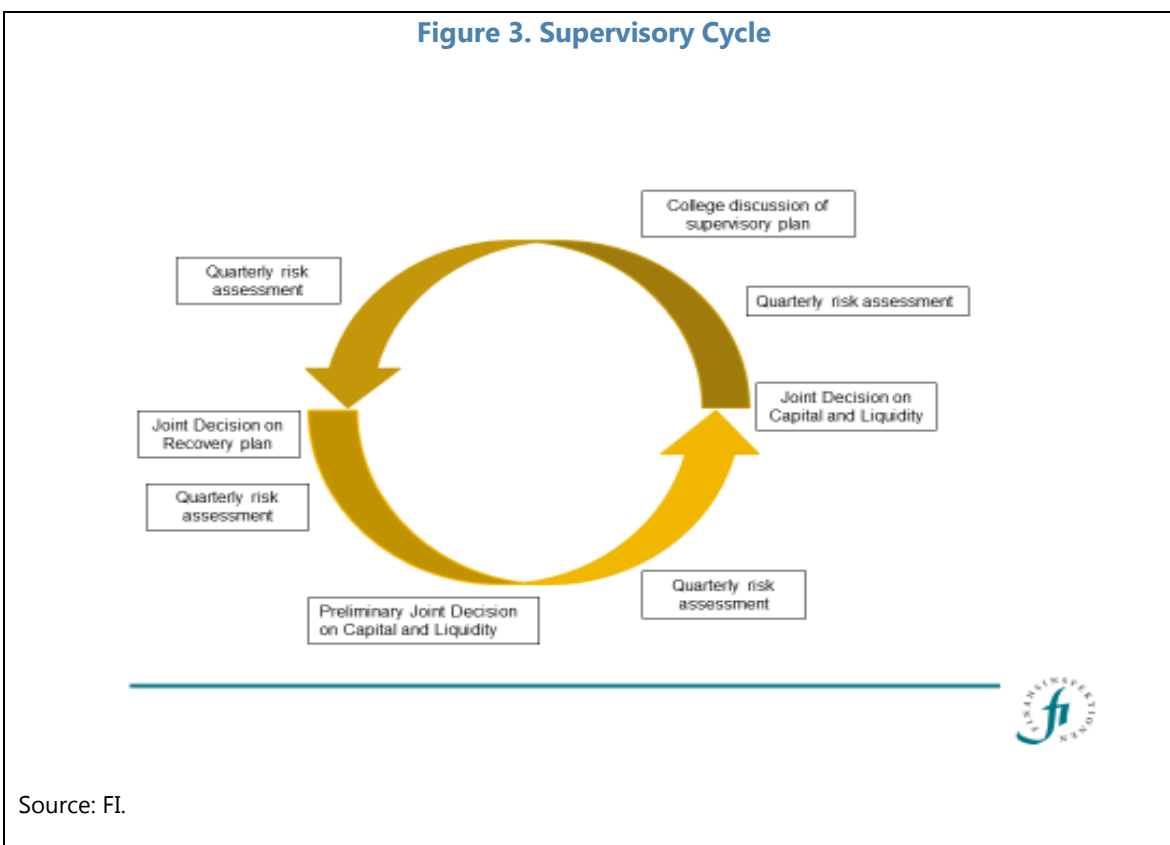 Figure 3. Supervisory Cycle
College discussion of
supervisory plan
Quarterly risk
assessment
Quarterly risk assessment
Joint Decision on
Capital and Liquidity
Joint Decision on
Recovery plan
Quarterly risk
assessment
Quarterly risk
assessment
Preliminary Joint Decision
on Capital and Liquidity
FINANSINSPEKTIONEN
fi
Source: FI.